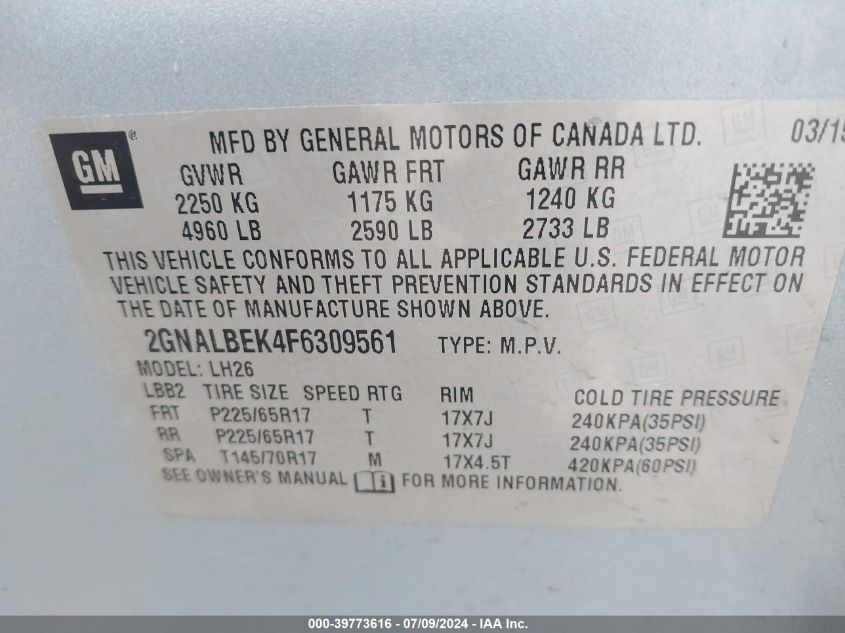 GM
MFD BY GENERAL MOTORS OF CANADA LTD. 03/15
GVWR GAWR FRT GAWR RR
2250 KG 1175 KG 1240 KG
4960 LB 2590 LB 2733 LB
THIS VEHICLE CONFORMS TO ALL APPLICABLE U.S. FEDERAL MOTOR
VEHICLE SAFETY AND THEFT PREVENTION STANDARDS IN EFFECT ON
THE DATE OF MANUFACTURE SHOWN ABOVE.
2GNALBEK4F6309561 TYPE: M.P.V.
MODEL: LH26
LBB2 TIRE SIZE SPEED RTG RIM COLD TIRE PRESSURE
FRT P225/65R17 T 17X7J 240KPA(35PSI)
RR P225/65R17 T 17X7J 240KPA(35PSI)
SPA T145/70R17 M 17X4.5T 420KPA(60PSI)
SEE OWNER'S MANUAL FOR MORE INFORMATION.
000-39773616 - 07/09/2024 - IAA Inc.